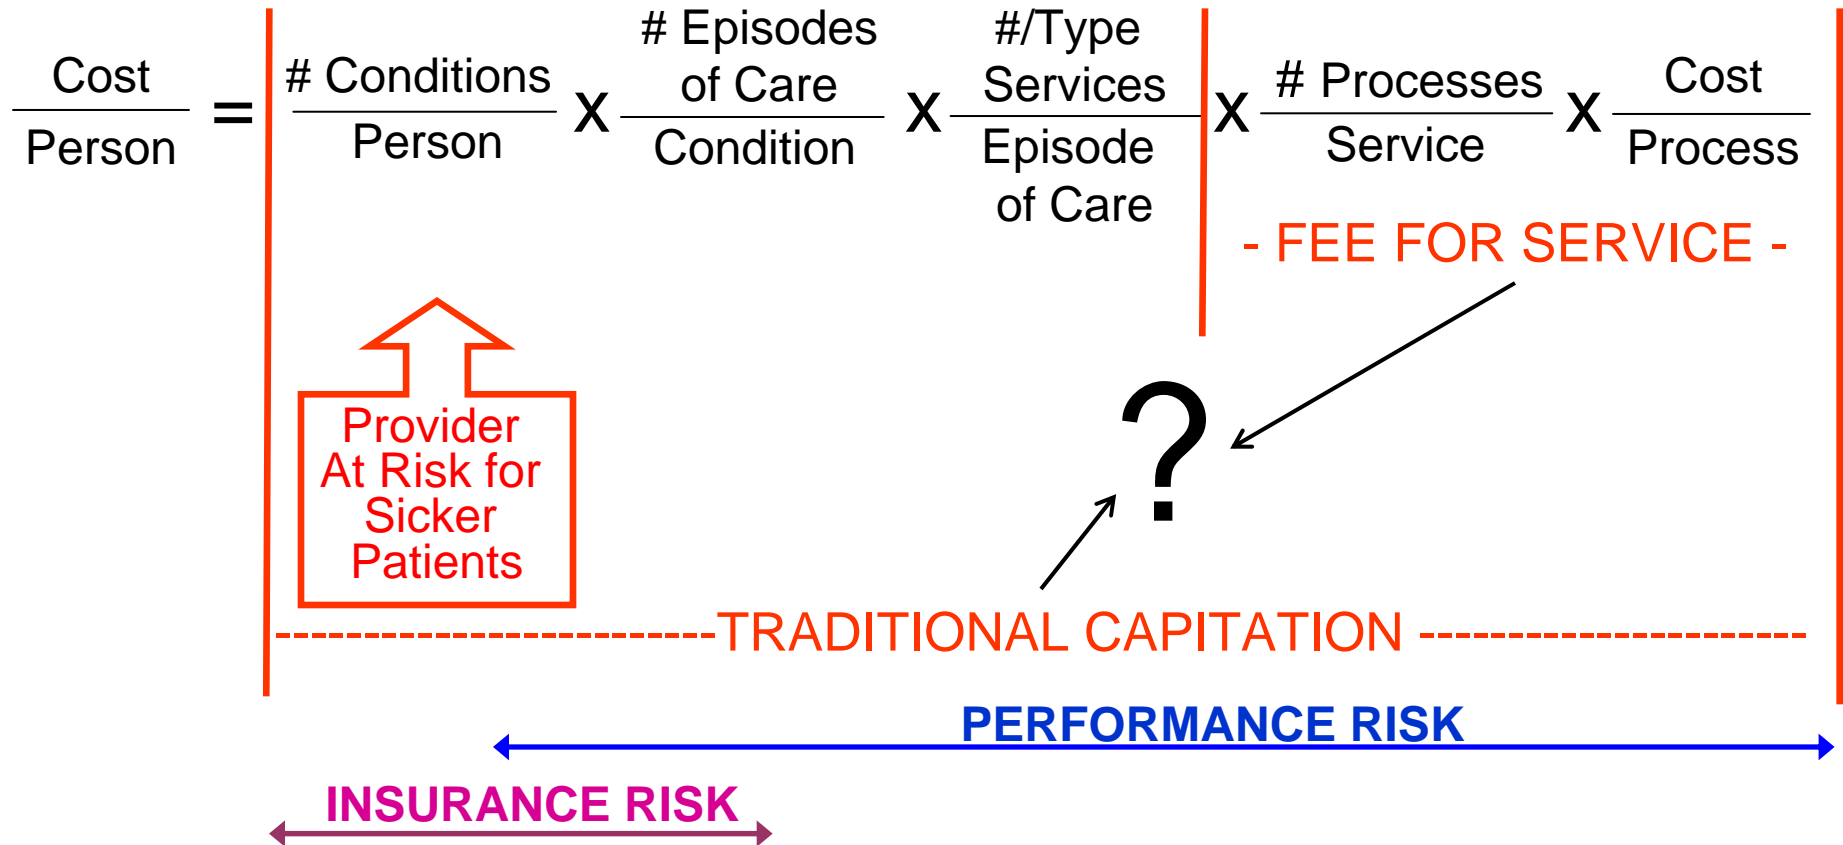 Cost
Person
=
# Conditions
Person
x
# Episodes
of Care
Condition
x
#/Type
Services
Episode
of Care
x
# Processes
Service
x
Cost
Process
- FEE FOR SERVICE -
?
Provider
At Risk for
Sicker
Patients
TRADITIONAL CAPITATION
PERFORMANCE RISK
INSURANCE RISK